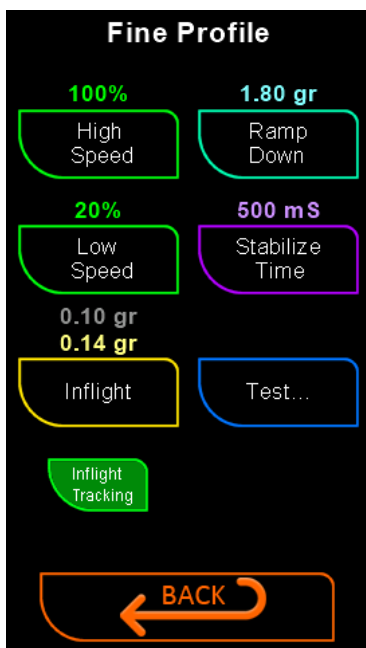 Fine Profile
100%
High
Speed
1.80 gr
Ramp
Down
20%
Low
Speed
500 mS
Stabilize
Time
0.10 gr
0.14 gr
Inflight
Test...
Inflight
Tracking
BACK